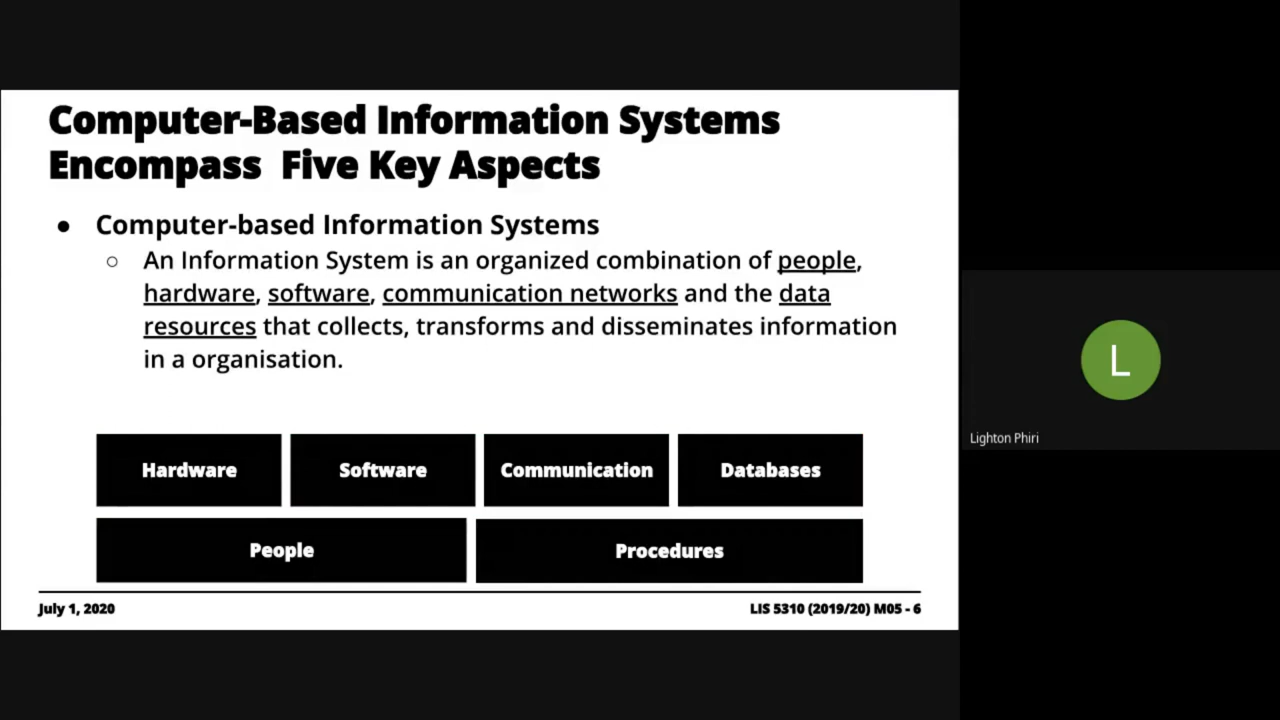 Computer-Based Information Systems
Encompass Five Key Aspects
● Computer-based Information Systems
○ An Information System is an organized combination of people,
hardware, software, communication networks and the data
resources that collects, transforms and disseminates information
in a organisation.
Hardware
Software
Communication
Databases
People
Procedures
July 1, 2020
LIS 5310 (2019/20) M05 - 6
L
Lighton Phiri